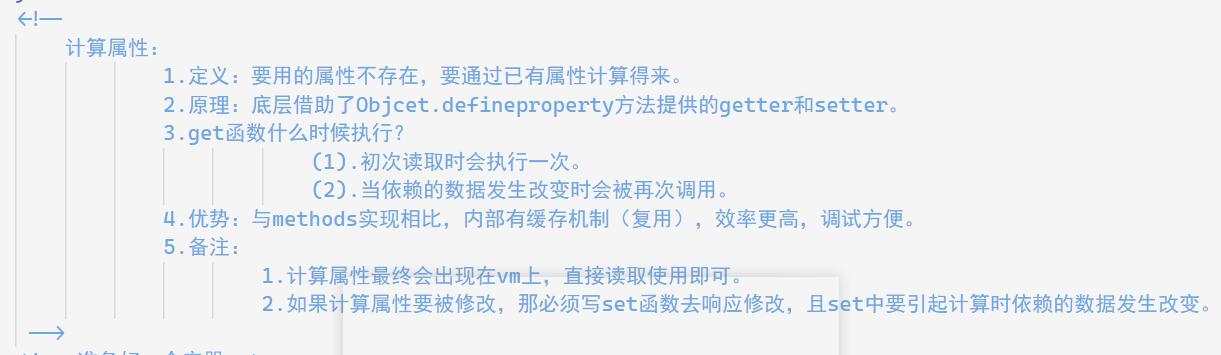 <!--
计算属性：
1.定义：要用的属性不存在，要通过已有属性计算得来。
2.原理：底层借助了Objcet.defineproperty方法提供的getter和setter。
3.get函数什么时候执行？
(1).初次读取时会执行一次。
(2).当依赖的数据发生改变时会被再次调用。
4.优势：与methods实现相比，内部有缓存机制（复用），效率更高，调试方便。
5.备注：
1.计算属性最终会出现在vm上，直接读取使用即可。
2.如果计算属性要被修改，那必须写set函数去响应修改，且set中要引起计算时依赖的数据发生改变。
-->